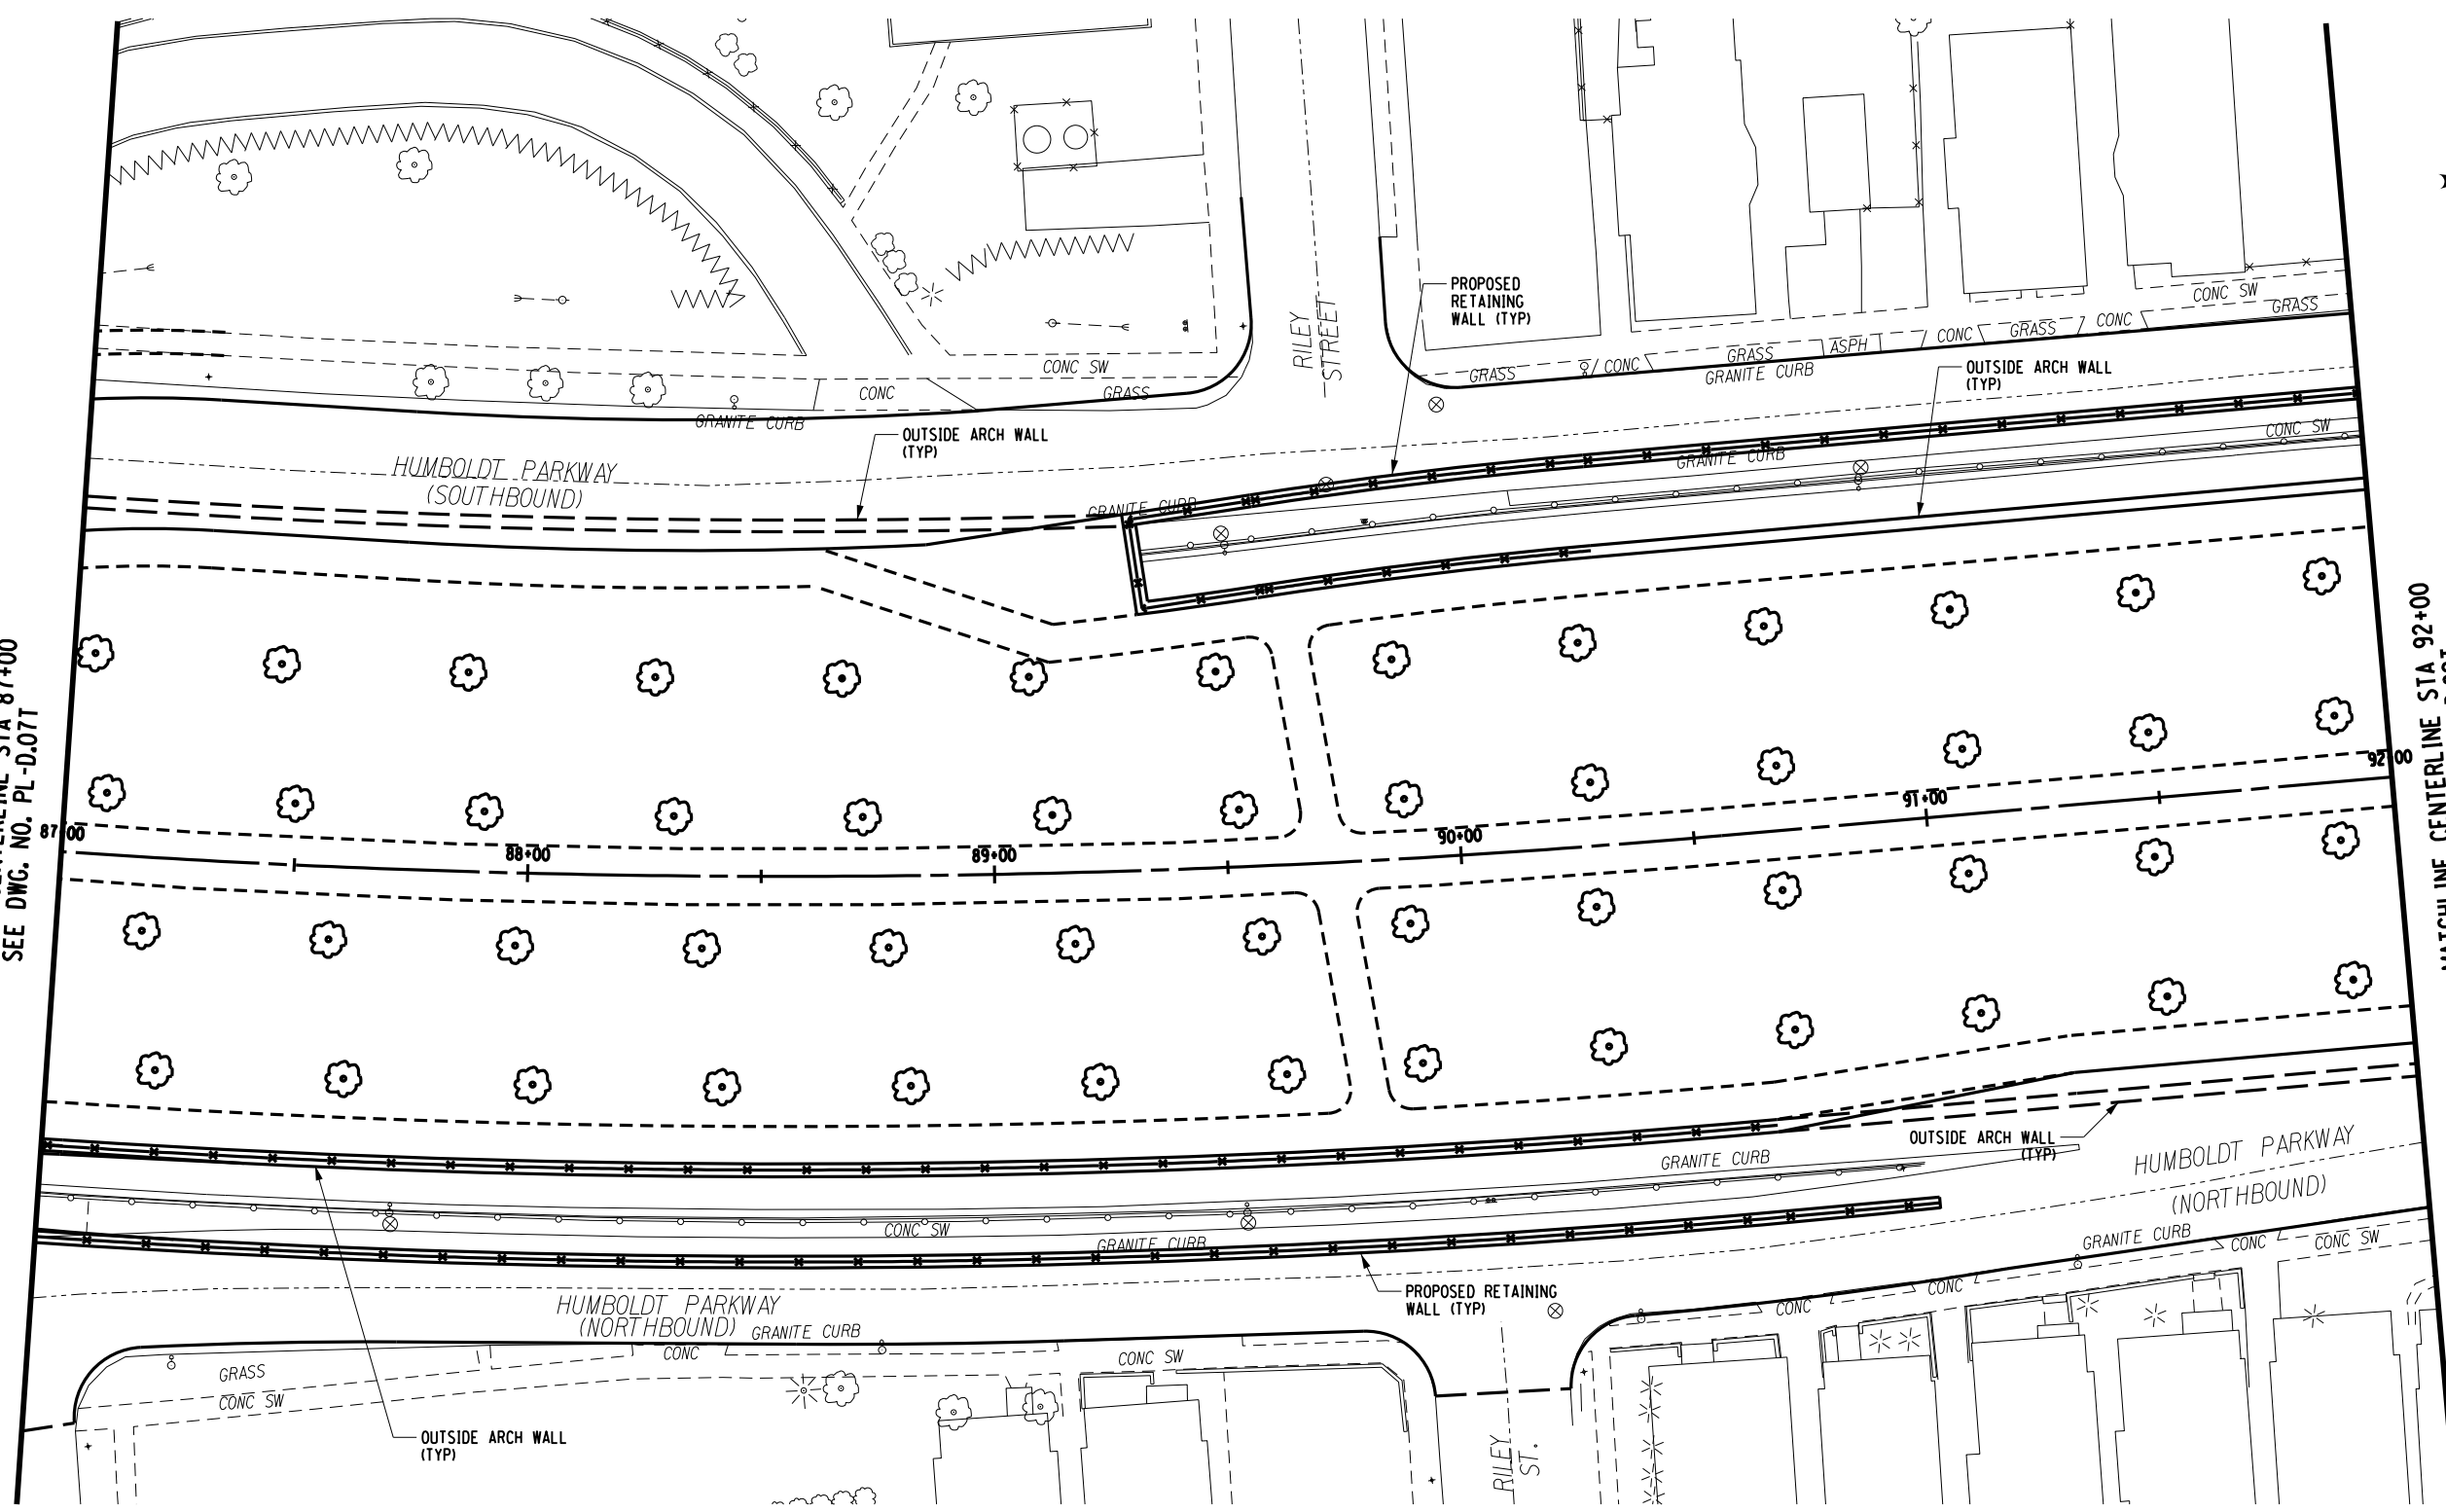 PROPOSED
RETAINING
WALL (TYP)
RILEY
STREET
CONC SW
GRASS
CONC
GRASS
CONC
ASPH
GRASS
CONC
GRASS
GRANITE CURB
OUTSIDE ARCH WALL
(TYP)
CONC SW
CONC
GRASS
GRANITE CURB
OUTSIDE ARCH WALL
(TYP)
HUMBOLDT PARKWAY
(SOUTHBOUND)
CONC SW
GRANITE CURB
GRANITE CURB
STA 87+00
SEE DWG. NO. PL-D.07T
MATCHLINE CENTERLINE STA 92+00
87+00
88+00
89+00
90+00
91+00
92+00
OUTSIDE ARCH WALL
(TYP)
GRANITE CURB
HUMBOLDT PARKWAY
(NORTHBOUND)
CONC SW
GRANITE CURB
GRANITE CURB
CONC
CONC SW
PROPOSED RETAINING
WALL (TYP)
CONC
CONC
HUMBOLDT PARKWAY
(NORTHBOUND)
GRANITE CURB
CONC
CONC SW
GRASS
CONC SW
OUTSIDE ARCH WALL
(TYP)
RILEY
ST.